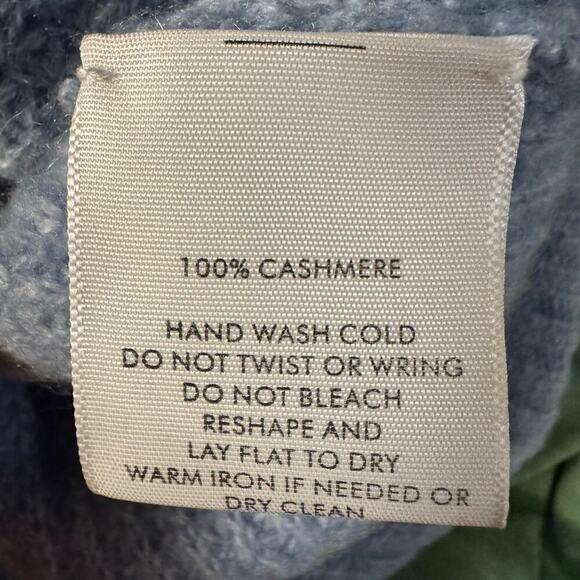 100% CASHMERE
HAND WASH COLD
DO NOT TWIST OR WRING
DO NOT BLEACH
RESHAPE AND
LAY FLAT TO DRY
WARM IRON IF NEEDED OR
DRY CLEAN